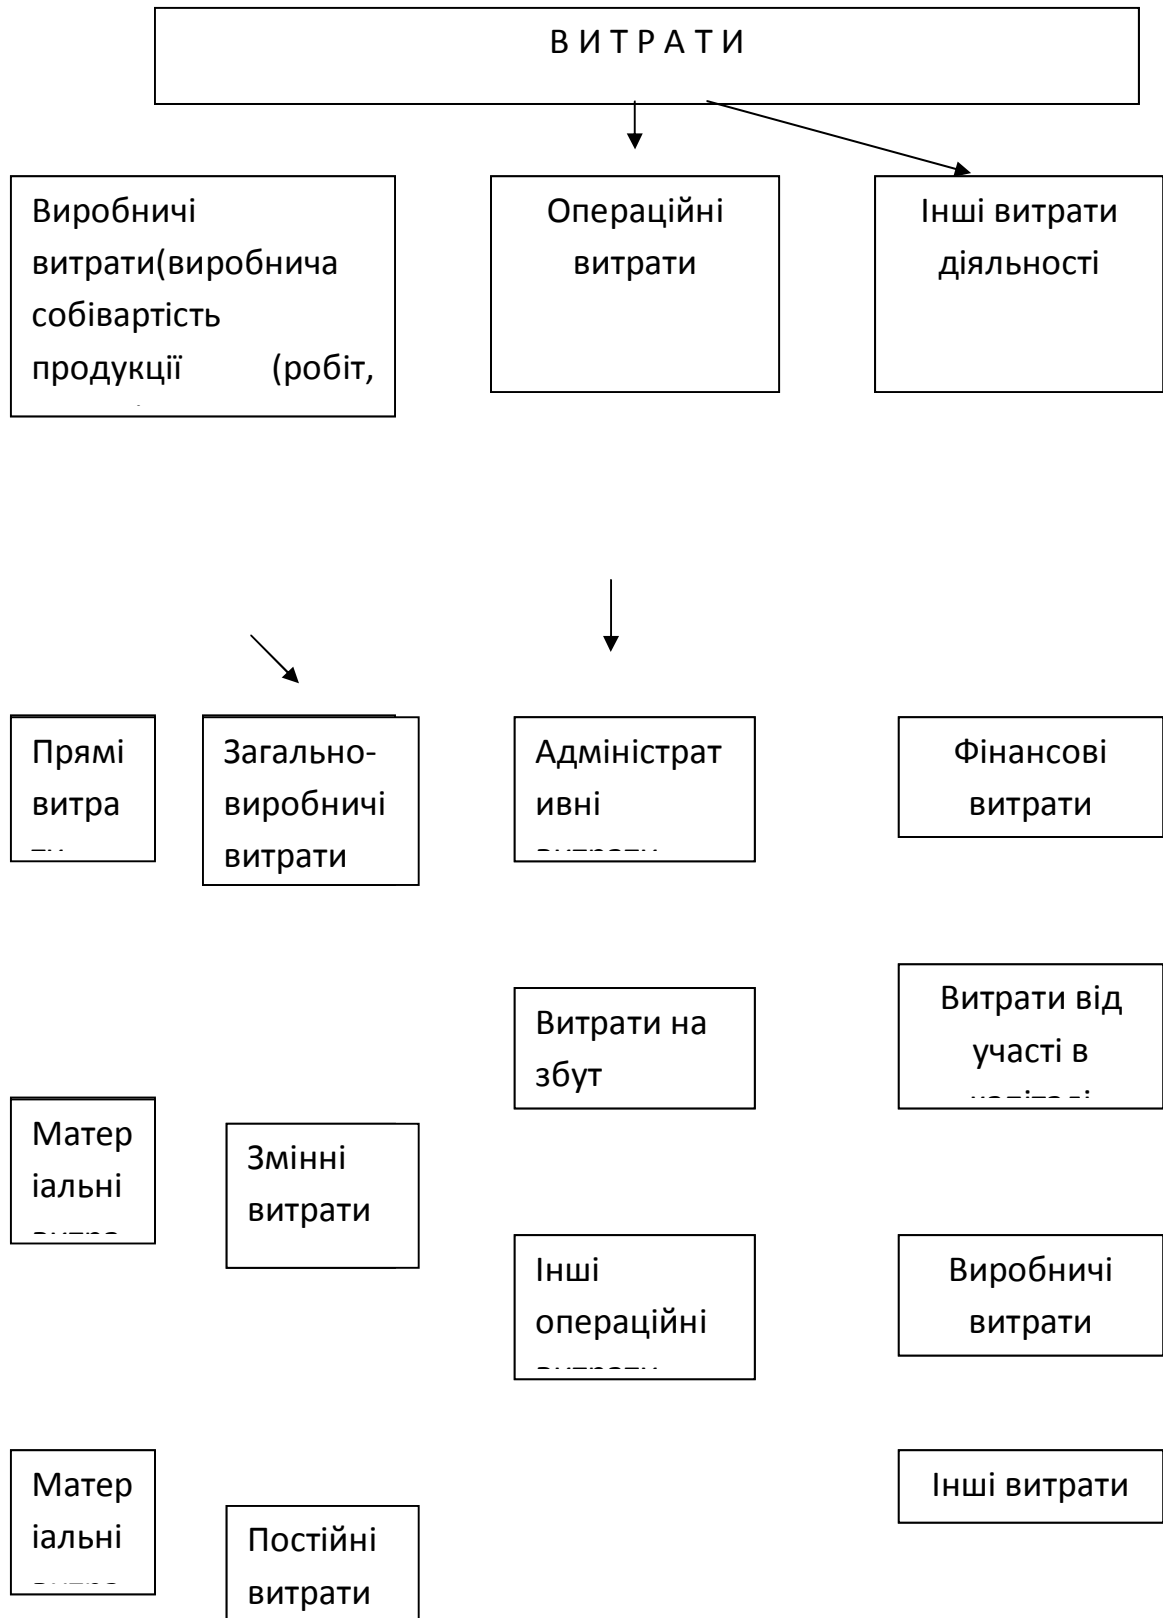 В И Т Р А Т И
Виробничі
витрати(виробнича
собівартість
продукції (робіт,
Операційні
витрати
Інші витрати
діяльності
Прямі
витра
Загально-
виробничі
витрати
Адміністрат
ивні
Фінансові
витрати
Витрати на
збут
Витрати від
участі в
Матер
іальні
Змінні
витрати
Інші
операційні
Виробничі
витрати
Матер
іальні
Постійні
витрати
Інші витрати